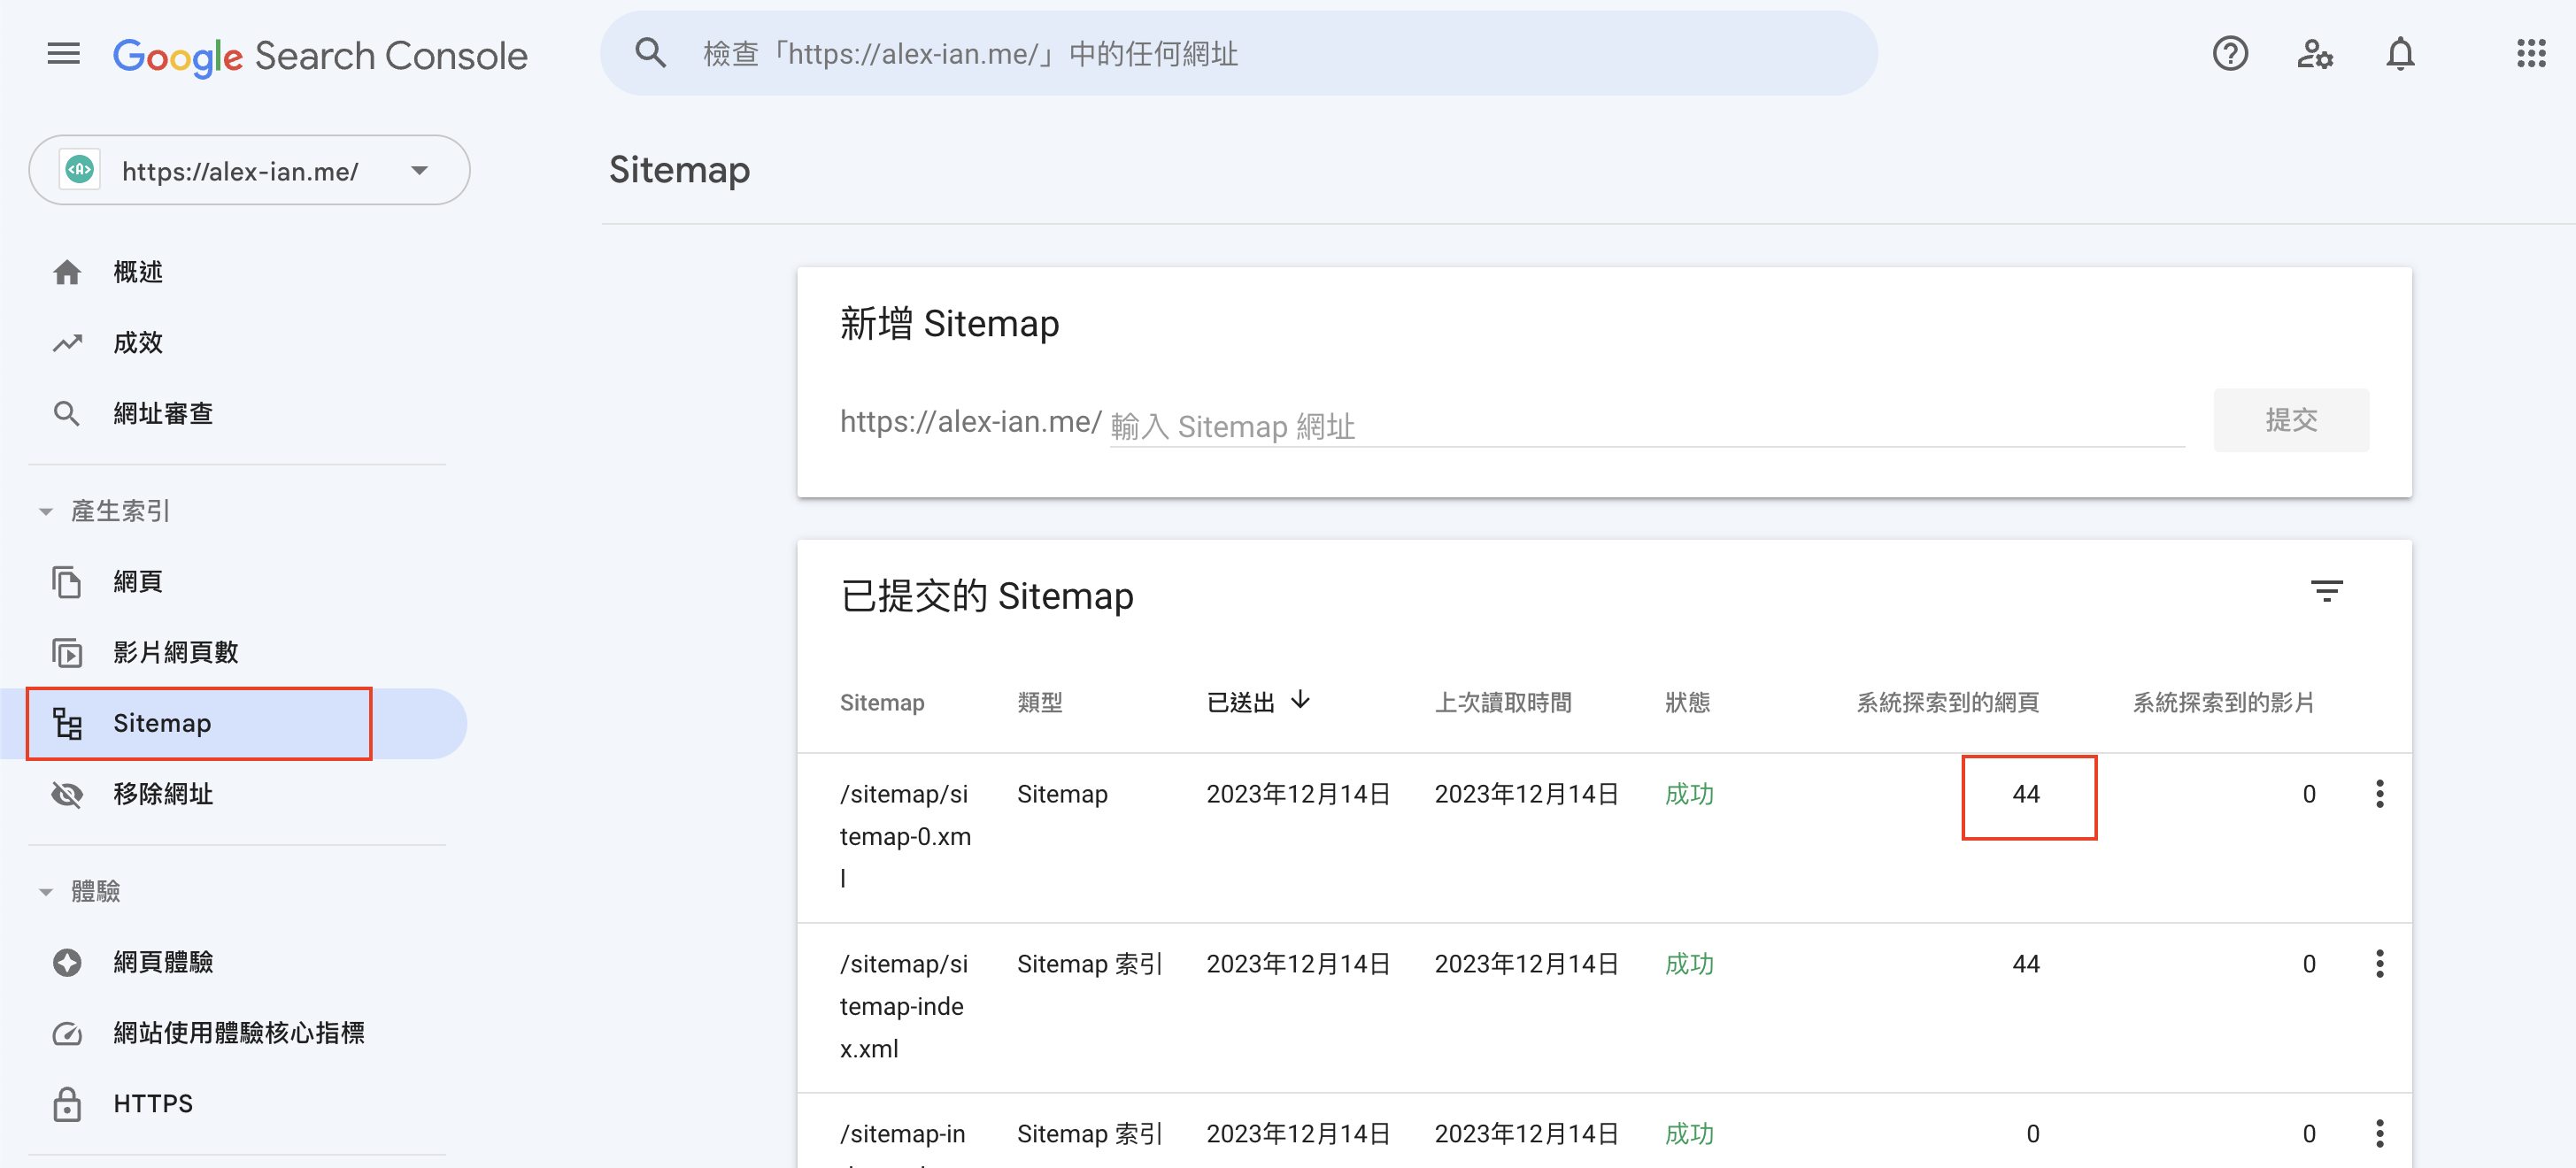 Google Search Console
檢查「https://alex-ian.me/」中的任何網址
<A>
https://alex-ian.me/
Sitemap
概述
成效
網址審查
產生索引
網頁
影片網頁數
Sitemap
移除網址
體驗
網頁體驗
網站使用體驗核心指標
HTTPS
新增 Sitemap
https://alex-ian.me/ 輸入 Sitemap 網址
提交
已提交的 Sitemap
Sitemap 類型 已送出 上次讀取時間 狀態 系統探索到的網頁 系統探索到的影片
/sitemap/si Sitemap 2023年12月14日 2023年12月14日 成功 44 0
temap-0.xm
l
/sitemap/si Sitemap 索引 2023年12月14日 2023年12月14日 成功 44 0
temap-inde
x.xml
/sitemap-in Sitemap 索引 2023年12月14日 2023年12月14日 成功 0 0